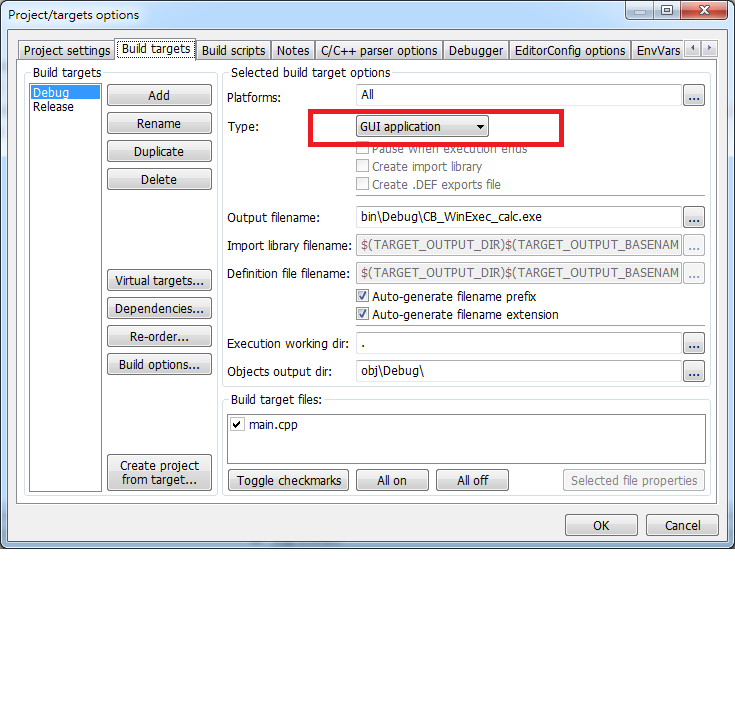 Project/targets options
Project settings Build targets Build scripts Notes C/C++ parser options Debugger EditorConfig options EnvVars
Build targets
Debug
Release
Add
Rename
Duplicate
Delete
Virtual targets...
Dependencies...
Re-order...
Build options...
Create project
from target...
Selected build target options
Platforms: All ...
Type: GUI application
Pause when execution ends
Create import library
Create .DEF exports file
Output filename: bin\Debug\CB_WinExec_calc.exe ...
Import library filename: $(TARGET_OUTPUT_DIR)$(TARGET_OUTPUT_BASENAM ...
Definition file filename: $(TARGET_OUTPUT_DIR)$(TARGET_OUTPUT_BASENAM ...
Auto-generate filename prefix
Auto-generate filename extension
Execution working dir: . ...
Objects output dir: obj\Debug\ ...
Build target files:
main.cpp
Toggle checkmarks All on All off Selected file properties
OK Cancel